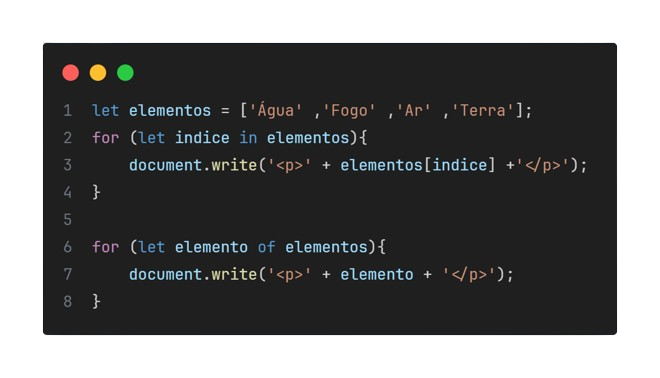 1 let elementos = ['Água' ,'Fogo' ,'Ar' ,'Terra'];
2 for (let indice in elementos){
3     document.write('<p>' + elementos[indice] +'</p>');
4 }
5
6 for (let elemento of elementos){
7     document.write('<p>' + elemento + '</p>');
8 }